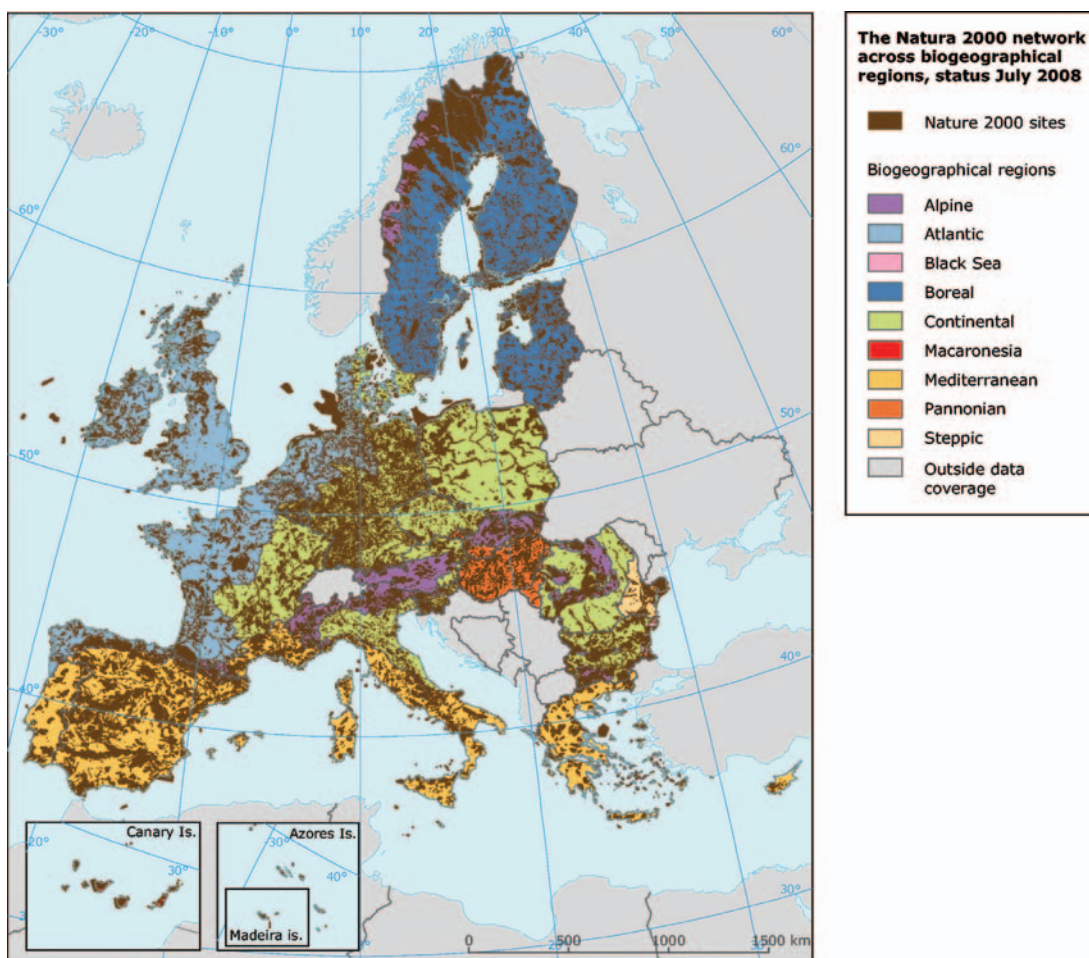 -30°
-20°
-10°
0°
10°
20°
30°
40°
50°
60°
60°
60°
50°
50°
40°
40°
30°
Canary Is.
20°
30°
Azores Is.
30°
40°
Madeira is.
0 500 1000 1500 km
30°
40°
50°
The Natura 2000 network
across biogeographical
regions, status July 2008
Nature 2000 sites
Biogeographical regions
Alpine
Atlantic
Black Sea
Boreal
Continental
Macaronesia
Mediterranean
Pannonian
Steppic
Outside data
coverage